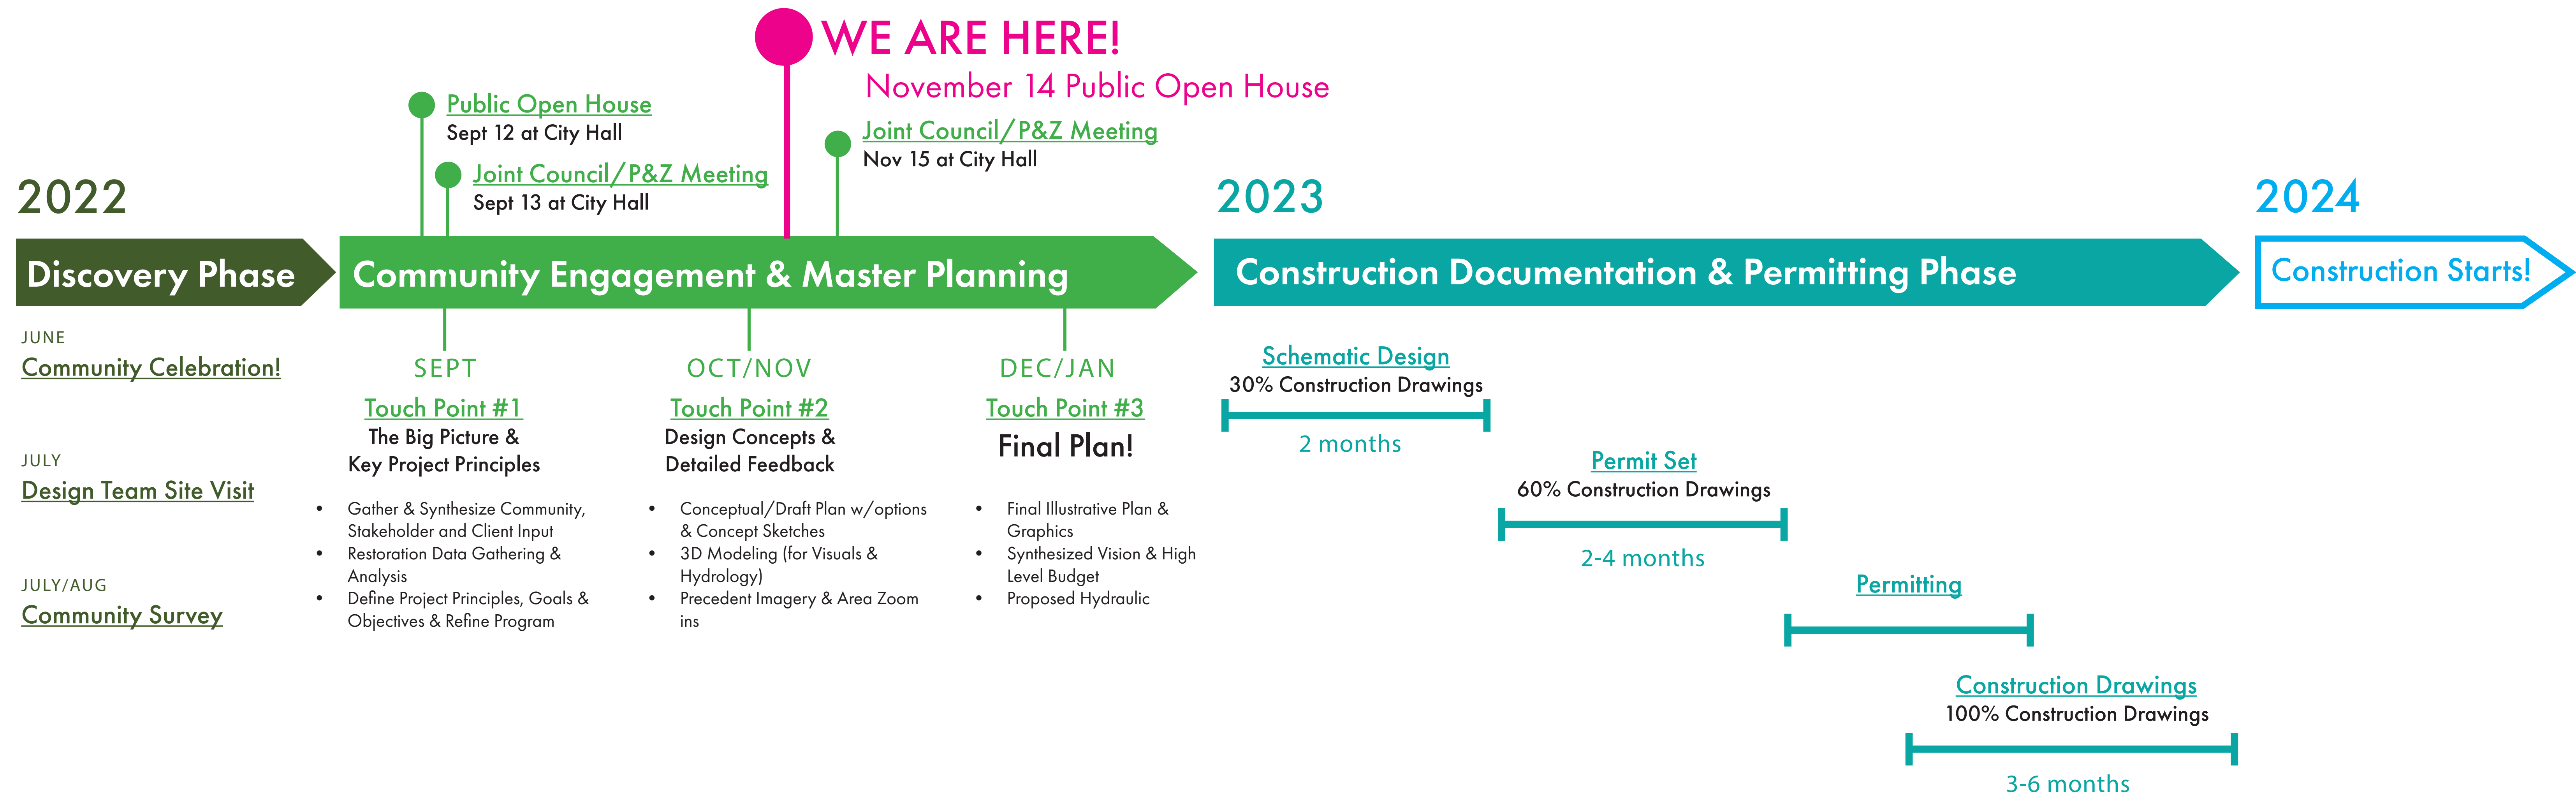 WE ARE HERE!
November 14 Public Open House
Public Open House
Sept 12 at City Hall
Joint Council/P&Z Meeting
Sept 13 at City Hall
Joint Council/P&Z Meeting
Nov 15 at City Hall
2022
2023
2024
Discovery Phase
Community Engagement & Master Planning
Construction Documentation & Permitting Phase
Construction Starts!
JUNE
Community Celebration!
JULY
Design Team Site Visit
JULY/AUG
Community Survey
SEPT
Touch Point #1
The Big Picture &
Key Project Principles
• Gather & Synthesize Community,
Stakeholder and Client Input
• Restoration Data Gathering &
Analysis
• Define Project Principles, Goals &
Objectives & Refine Program
OCT/NOV
Touch Point #2
Design Concepts &
Detailed Feedback
• Conceptual/Draft Plan w/options
& Concept Sketches
• 3D Modeling (for Visuals &
Hydrology)
• Precedent Imagery & Area Zoom
ins
DEC/JAN
Touch Point #3
Final Plan!
• Final Illustrative Plan &
Graphics
• Synthesized Vision & High
Level Budget
• Proposed Hydraulic
Schematic Design
30% Construction Drawings
2 months
Permit Set
60% Construction Drawings
2-4 months
Permitting
Construction Drawings
100% Construction Drawings
3-6 months